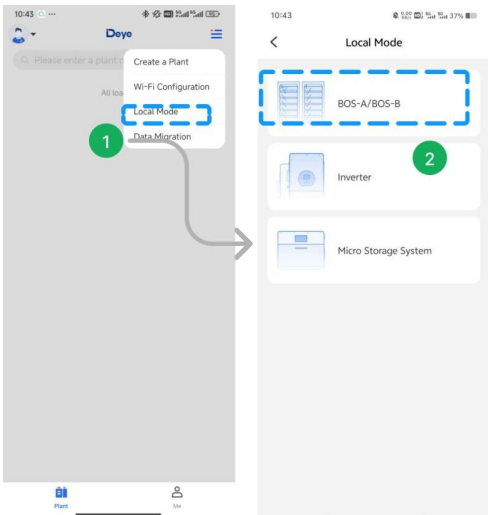 10:43
Deye
Please enter a plant n
All loa
Create a Plant
Wi-Fi Configuration
Local Mode
Data Migration
1
Plant
Me
10:43
37%
Local Mode
BOS-A/BOS-B
2
Inverter
Micro Storage System